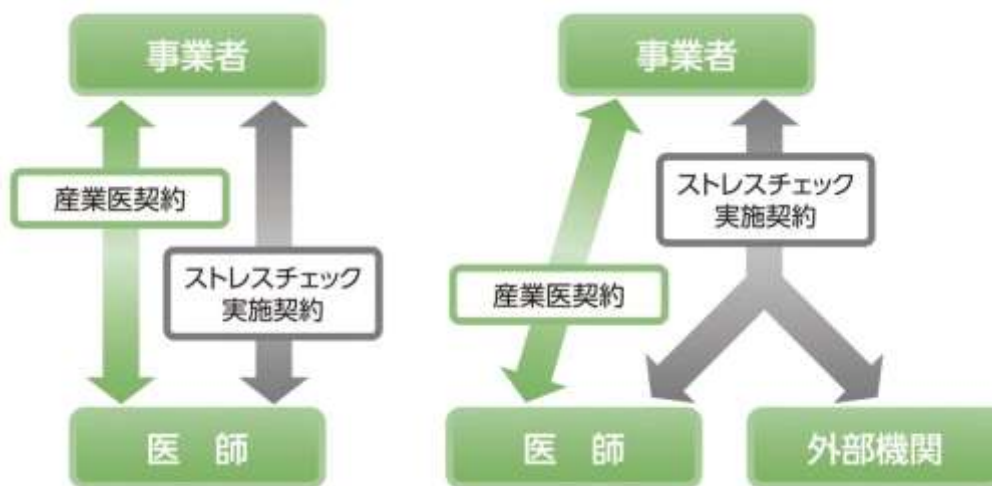 事業者
産業医契約
ストレスチェック
実施契約
医 師
事業者
ストレスチェック
実施契約
産業医契約
医 師
外部機関